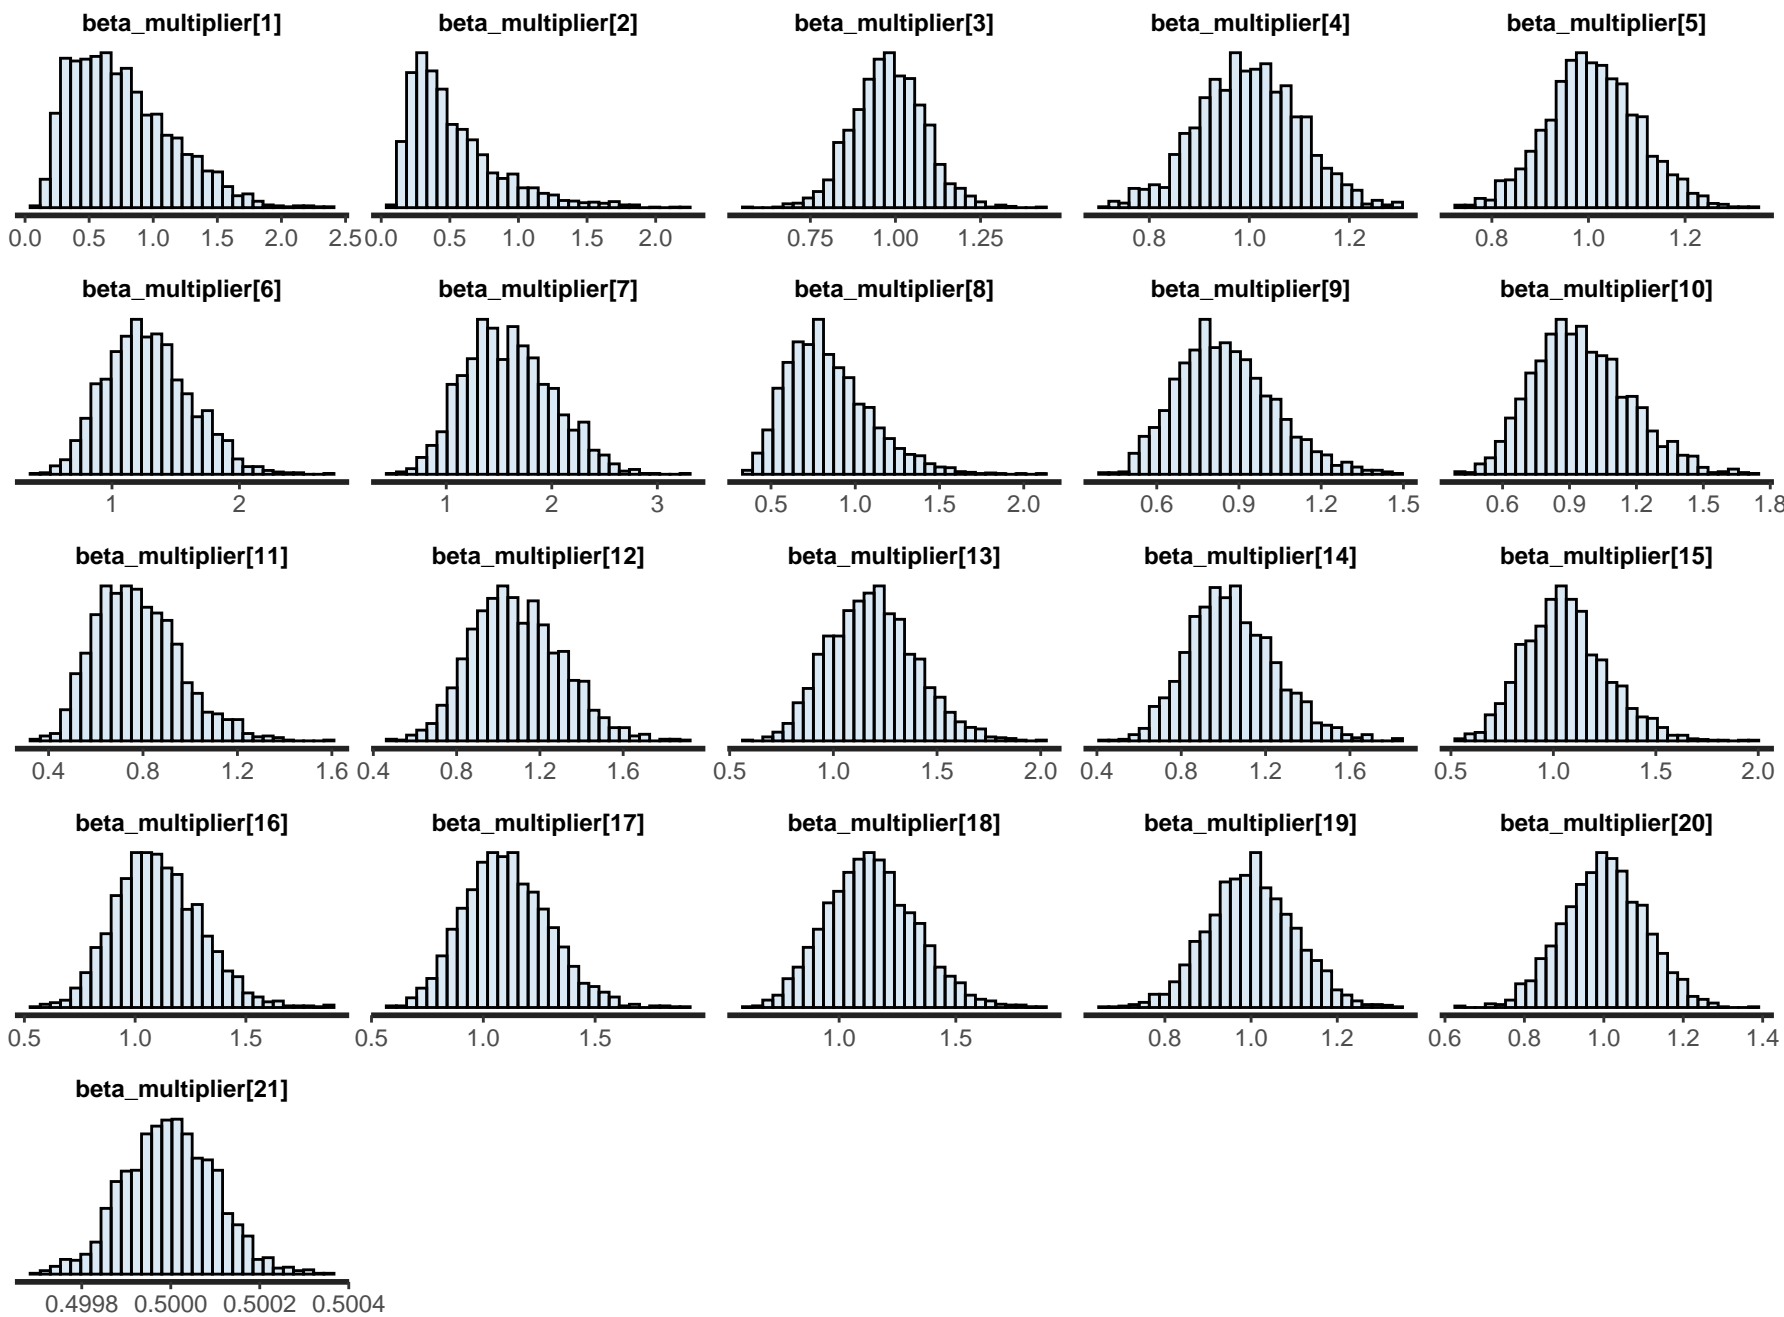 beta_multiplier[1] beta_multiplier[2] beta_multiplier[3] beta_multiplier[4] beta_multiplier[5]
0.0 0.5 1.0 1.5 2.0 2.5 0.0 0.5 1.0 1.5 2.0 0.75 1.00 1.25 0.8 1.0 1.2 0.8 1.0 1.2
beta_multiplier[6] beta_multiplier[7] beta_multiplier[8] beta_multiplier[9] beta_multiplier[10]
1 2 1 2 3 0.5 1.0 1.5 2.0 0.6 0.9 1.2 1.5 0.6 0.9 1.2 1.5 1.8
beta_multiplier[11] beta_multiplier[12] beta_multiplier[13] beta_multiplier[14] beta_multiplier[15]
0.4 0.8 1.2 1.6 0.4 0.8 1.2 1.6 0.5 1.0 1.5 2.0 0.4 0.8 1.2 1.6 0.5 1.0 1.5 2.0
beta_multiplier[16] beta_multiplier[17] beta_multiplier[18] beta_multiplier[19] beta_multiplier[20]
0.5 1.0 1.5 0.5 1.0 1.5 1.0 1.5 0.8 1.0 1.2 0.6 0.8 1.0 1.2 1.4
beta_multiplier[21]
0.4998 0.5000 0.5002 0.5004